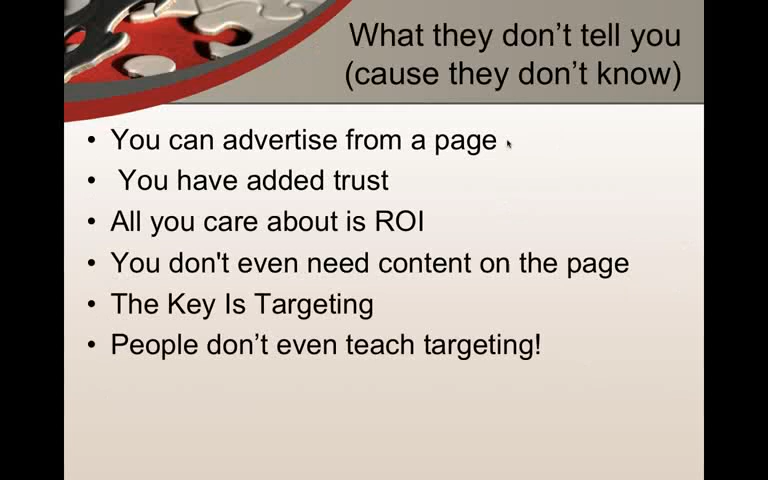 What they don’t tell you
(cause they don’t know)
• You can advertise from a page
• You have added trust
• All you care about is ROI
• You don't even need content on the page
• The Key Is Targeting
• People don’t even teach targeting!